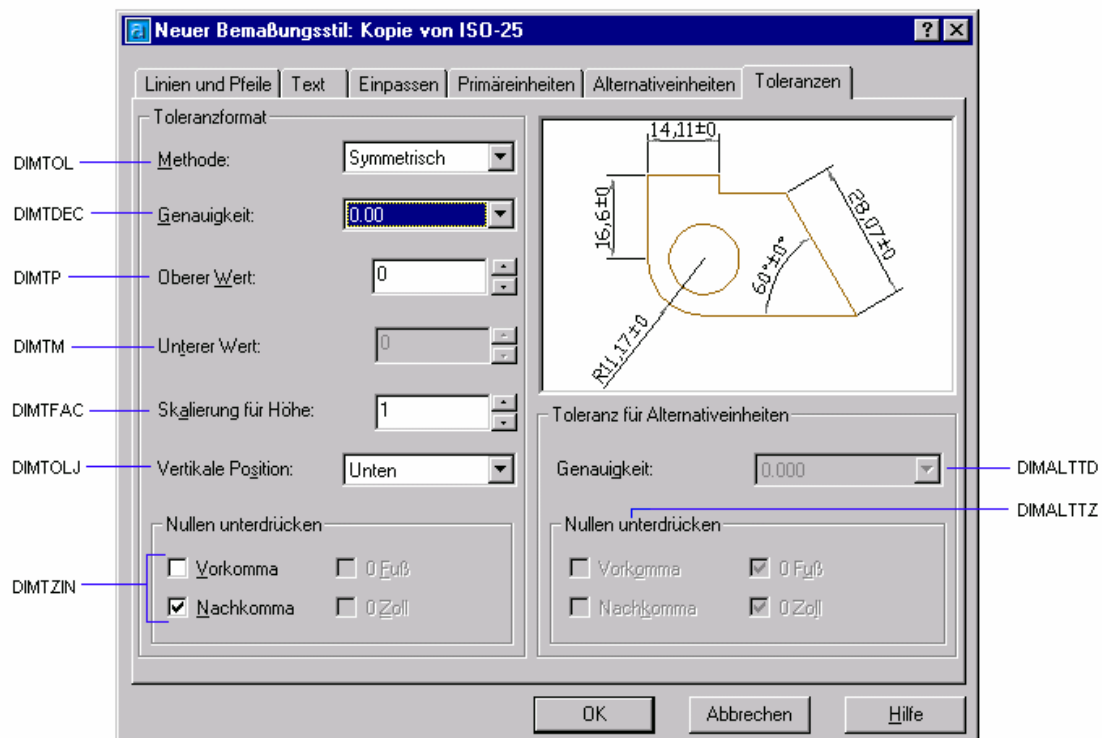 Neuer Bemaßungsstil: Kopie von ISO-25
Linien und Pfeile Text Einpassen Primäreinheiten Alternativeinheiten Toleranzen
Toleranzformat
DIMTOL Methode: Symmetrisch
DIMTDEC Genauigkeit: 0.00
DIMTP Oberer Wert: 0
DIMTM Unterer Wert: 0
DIMTFAC Skalierung für Höhe: 1
DIMTOLJ Vertikale Position: Unten
Nullen unterdrücken
DIMTZIN
Vorkomma 0 Fuß
Nachkomma 0 Zoll
14,11±0
16,6±0
28,07±0
60°±0°
R11,17±0
Toleranz für Alternativeinheiten
Genauigkeit: 0.000 DIMALTTD
DIMALTTZ
Nullen unterdrücken
Vorkomma 0 Fuß
Nachkomma 0 Zoll
OK Abbrechen Hilfe